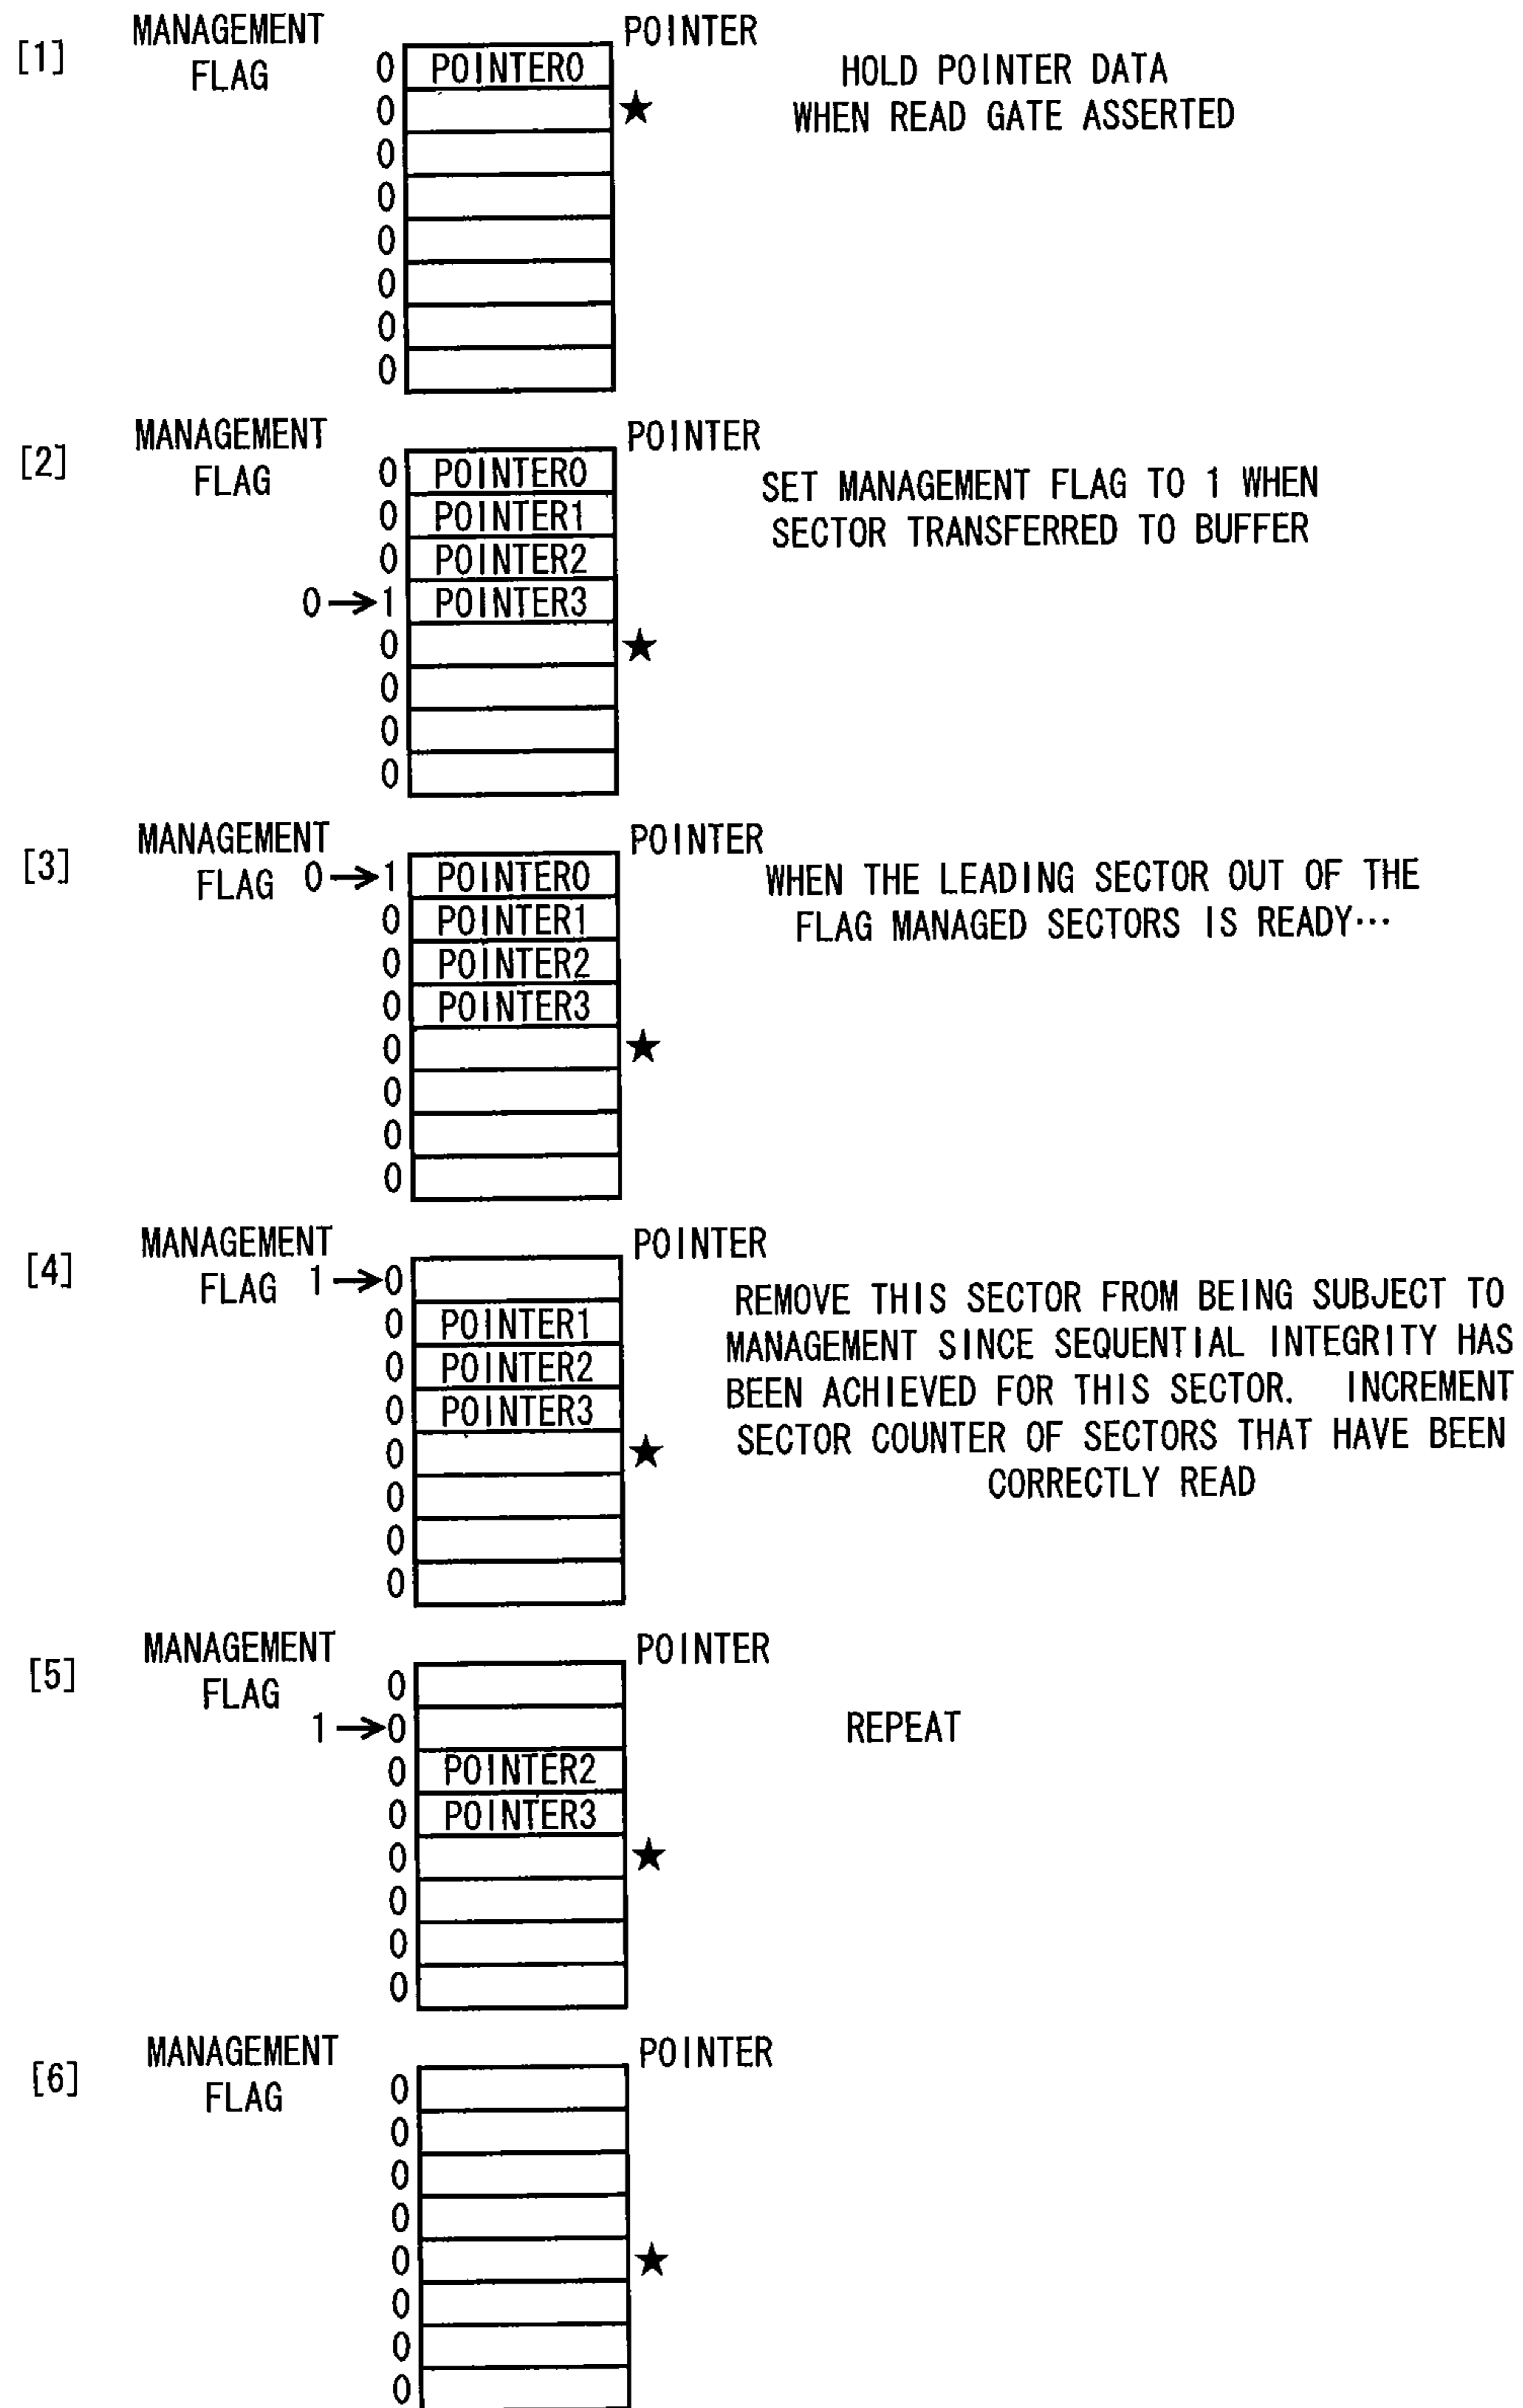 [1] MANAGEMENT FLAG POINTER
0 POINTER0
0 ★
0
0
0
0
0
0
HOLD POINTER DATA
WHEN READ GATE ASSERTED
[2] MANAGEMENT FLAG POINTER
0 POINTER0
0 POINTER1
0 POINTER2
0→1 POINTER3
0 ★
0
0
0
SET MANAGEMENT FLAG TO 1 WHEN
SECTOR TRANSFERRED TO BUFFER
[3] MANAGEMENT FLAG POINTER
0→1 POINTER0
0 POINTER1
0 POINTER2
0 POINTER3
0 ★
0
0
0
WHEN THE LEADING SECTOR OUT OF THE
FLAG MANAGED SECTORS IS READY···
[4] MANAGEMENT FLAG POINTER
1→0
0 POINTER1
0 POINTER2
0 POINTER3
0 ★
0
0
0
REMOVE THIS SECTOR FROM BEING SUBJECT TO
MANAGEMENT SINCE SEQUENTIAL INTEGRITY HAS
BEEN ACHIEVED FOR THIS SECTOR. INCREMENT
SECTOR COUNTER OF SECTORS THAT HAVE BEEN
CORRECTLY READ
[5] MANAGEMENT FLAG POINTER
0
1→0
0 POINTER2
0 POINTER3
0 ★
0
0
0
REPEAT
[6] MANAGEMENT FLAG POINTER
0
0
0
0
0 ★
0
0
0